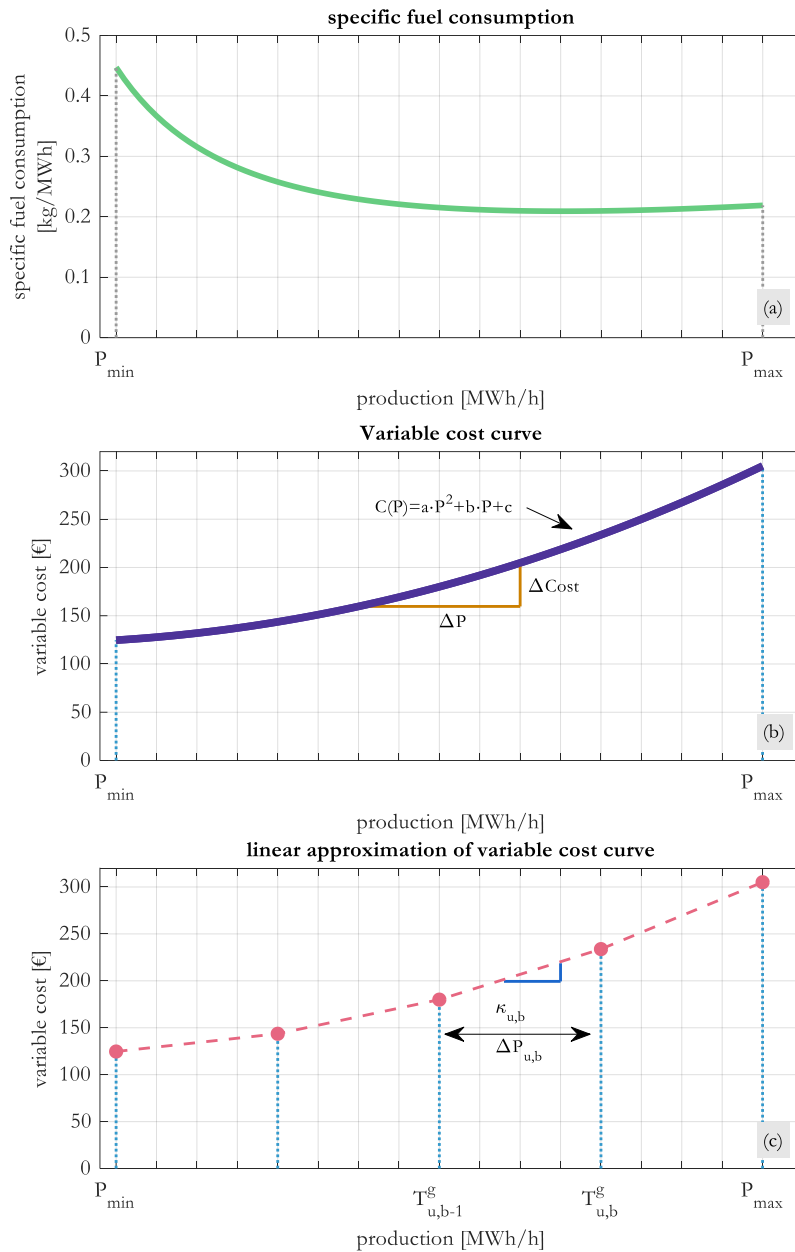 specific fuel consumption
0.5
0.4
0.3
0.2
0.1
0
specific fuel consumption
[kg/MWh]
(a)
P_min
P_max
production [MWh/h]
Variable cost curve
300
250
200
150
100
50
0
variable cost [€]
C(P)=a·P²+b·P+c
ΔCost
ΔP
(b)
P_min
P_max
production [MWh/h]
linear approximation of variable cost curve
300
250
200
150
100
50
0
variable cost [€]
κ_u,b
ΔP_u,b
(c)
P_min
T^g_u,b-1
T^g_u,b
P_max
production [MWh/h]